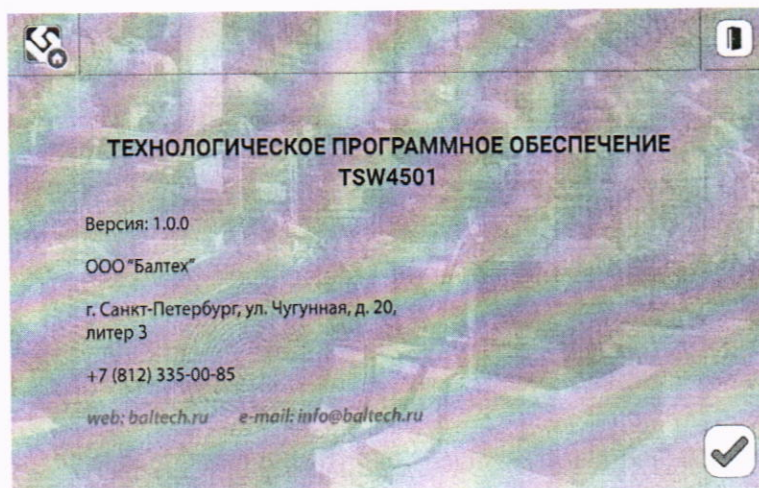 ТЕХНОЛОГИЧЕСКОЕ ПРОГРАММНОЕ ОБЕСПЕЧЕНИЕ
TSW4501
Версия: 1.0.0
ООО "Балтех"
г. Санкт-Петербург, ул. Чугунная, д. 20,
литер 3
+7 (812) 335-00-85
web: baltech.ru e-mail: info@baltech.ru